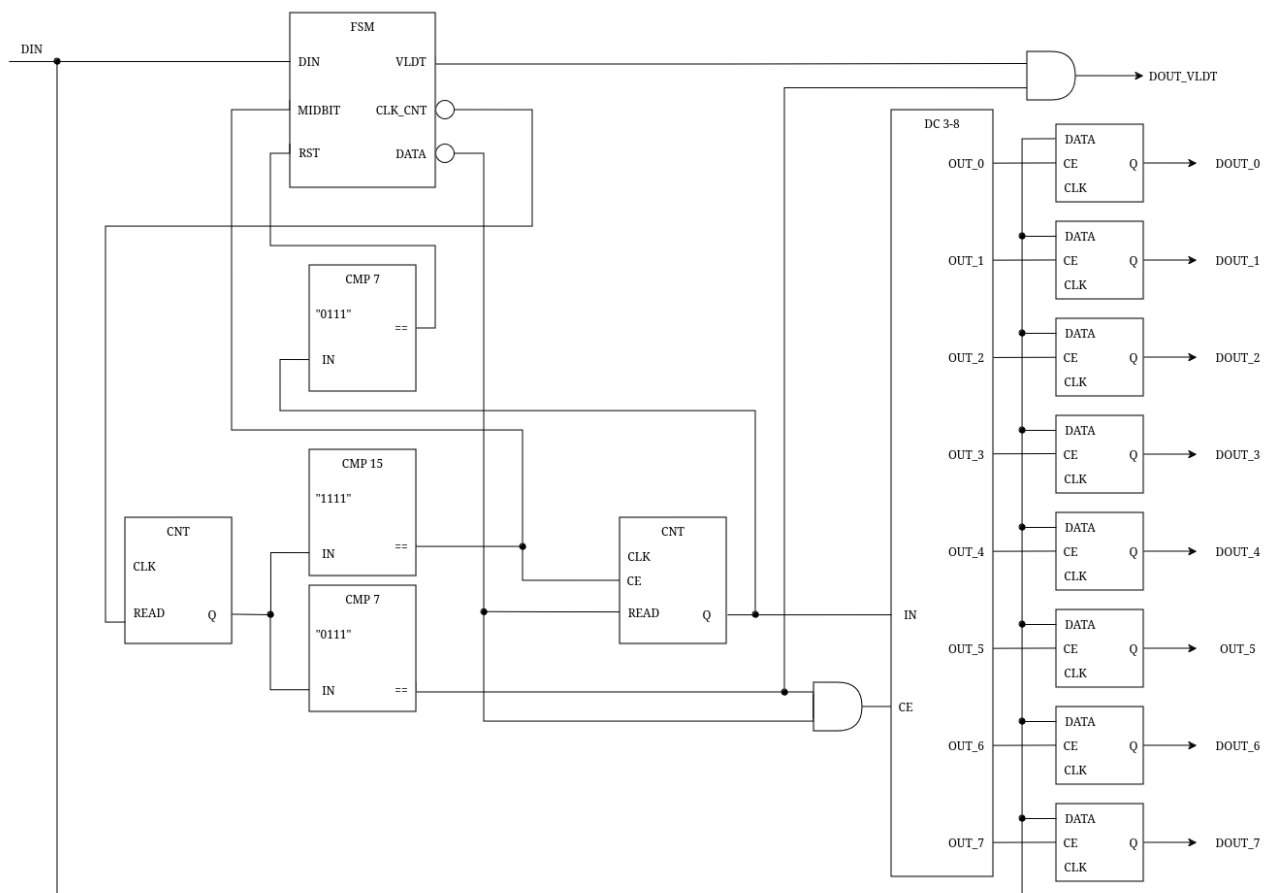 FSM
DIN
DIN
VLDT
DOUT_VLDT
MIDBIT
CLK_CNT
RST
DATA
CMP 7
"0111"
==
IN
CMP 15
"1111"
IN
==
CNT
CLK
READ
Q
CMP 7
"0111"
IN
==
CNT
CLK
CE
READ
Q
DC 3-8
IN
CE
OUT_0
OUT_1
OUT_2
OUT_3
OUT_4
OUT_5
OUT_6
OUT_7
DATA
CE
Q
CLK
DOUT_0
DATA
CE
Q
CLK
DOUT_1
DATA
CE
Q
CLK
DOUT_2
DATA
CE
Q
CLK
DOUT_3
DATA
CE
Q
CLK
DOUT_4
DATA
CE
Q
CLK
OUT_5
DATA
CE
Q
CLK
DOUT_6
DATA
CE
Q
CLK
DOUT_7